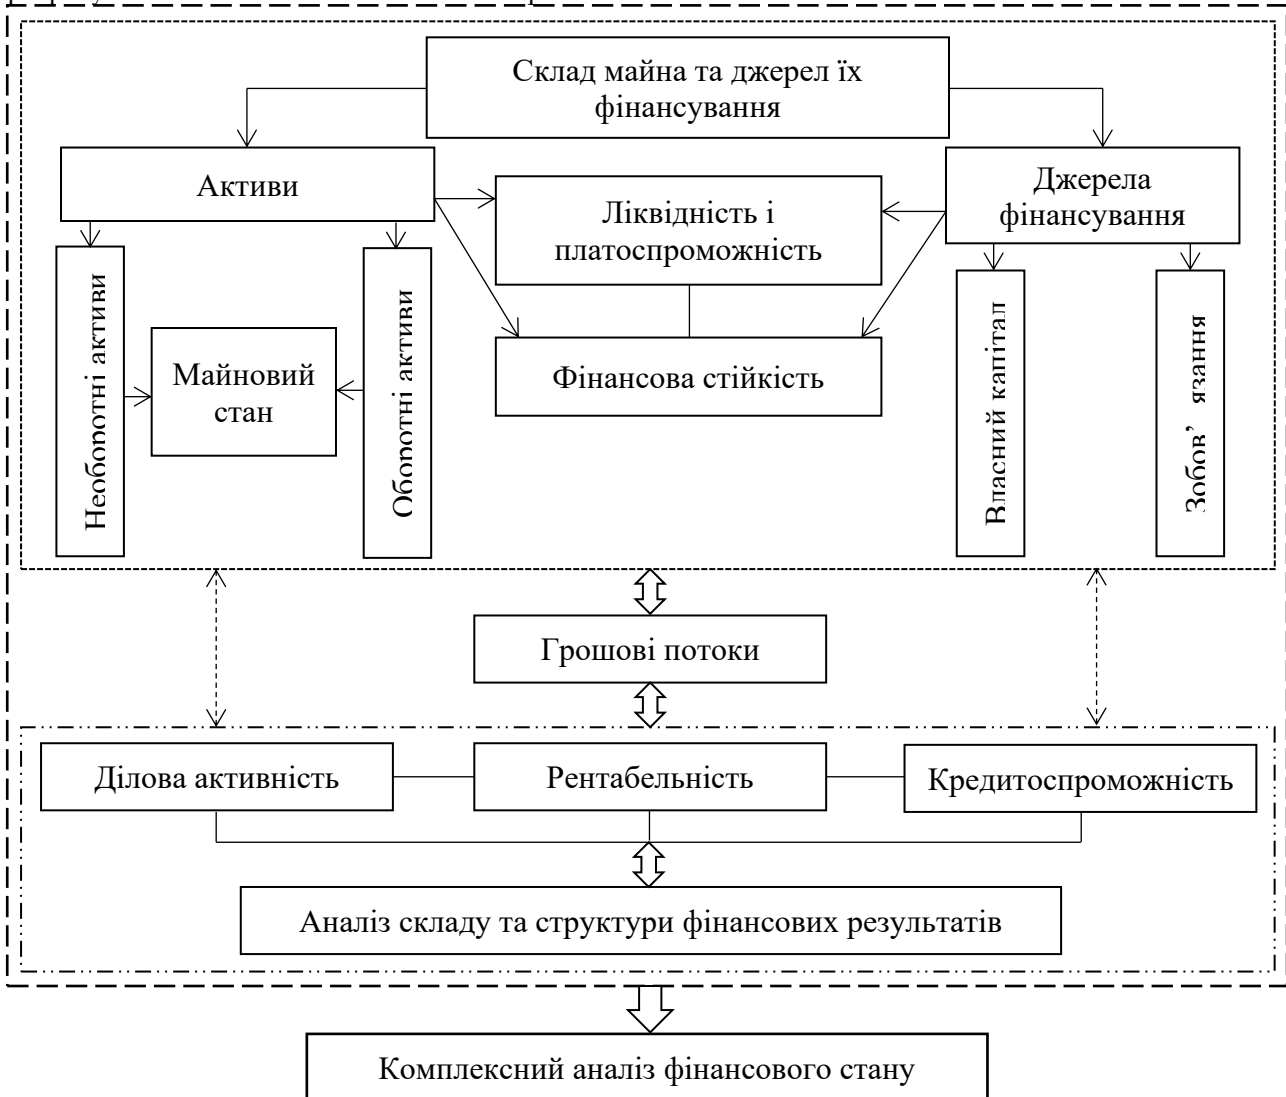 Склад майна та джерел їх
фінансування
Активи
Ліквідність і
платоспроможність
Джерела
фінансування
Необоротні активи
Майновий
стан
Оборотні активи
Фінансова стійкість
Власний капітал
Зобов’ язання
Грошові потоки
Ділова активність
Рентабельність
Кредитоспроможність
Аналіз складу та структури фінансових результатів
Комплексний аналіз фінансового стану